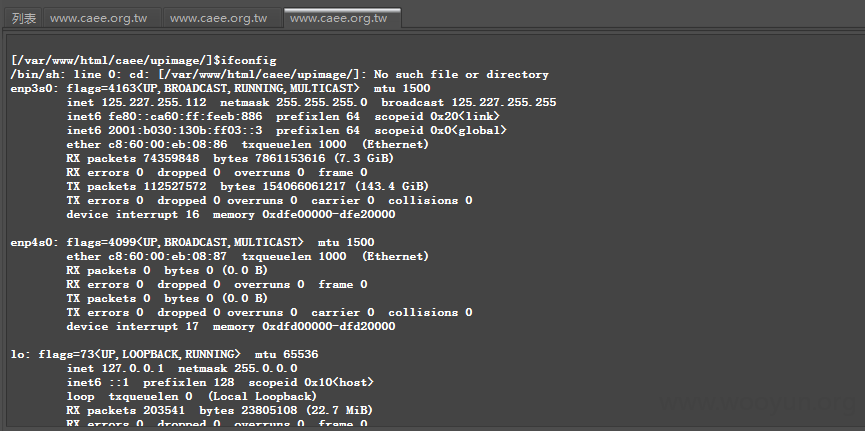 列表 www.caee.org.tw www.caee.org.tw www.caee.org.tw
[/var/www/html/caee/upimage/]$ifconfig
/bin/sh: line 0: cd: [/var/www/html/caee/upimage/]: No such file or directory
enp3s0: flags=4163<UP,BROADCAST,RUNNING,MULTICAST>  mtu 1500
inet 125.227.255.112  netmask 255.255.255.0  broadcast 125.227.255.255
inet6 fe80::ca60:ff:feeb:886  prefixlen 64  scopeid 0x20<link>
inet6 2001:b030:130b:ff03::3  prefixlen 64  scopeid 0x0<global>
ether c8:60:00:eb:08:86  txqueuelen 1000  (Ethernet)
RX packets 74359848  bytes 7861153616 (7.3 GiB)
RX errors 0  dropped 0  overruns 0  frame 0
TX packets 112527572  bytes 154066061217 (143.4 GiB)
TX errors 0  dropped 0 overruns 0  carrier 0  collisions 0
device interrupt 16  memory 0xdfe00000-dfe20000
enp4s0: flags=4099<UP,BROADCAST,MULTICAST>  mtu 1500
ether c8:60:00:eb:08:87  txqueuelen 1000  (Ethernet)
RX packets 0  bytes 0 (0.0 B)
RX errors 0  dropped 0  overruns 0  frame 0
TX packets 0  bytes 0 (0.0 B)
TX errors 0  dropped 0 overruns 0  carrier 0  collisions 0
device interrupt 17  memory 0xdfd00000-dfd20000
lo: flags=73<UP,LOOPBACK,RUNNING>  mtu 65536
inet 127.0.0.1  netmask 255.0.0.0
inet6 ::1  prefixlen 128  scopeid 0x10<host>
loop  txqueuelen 0  (Local Loopback)
RX packets 203541  bytes 23805108 (22.7 MiB)
RX errors 0  dropped 0  overruns 0  frame 0